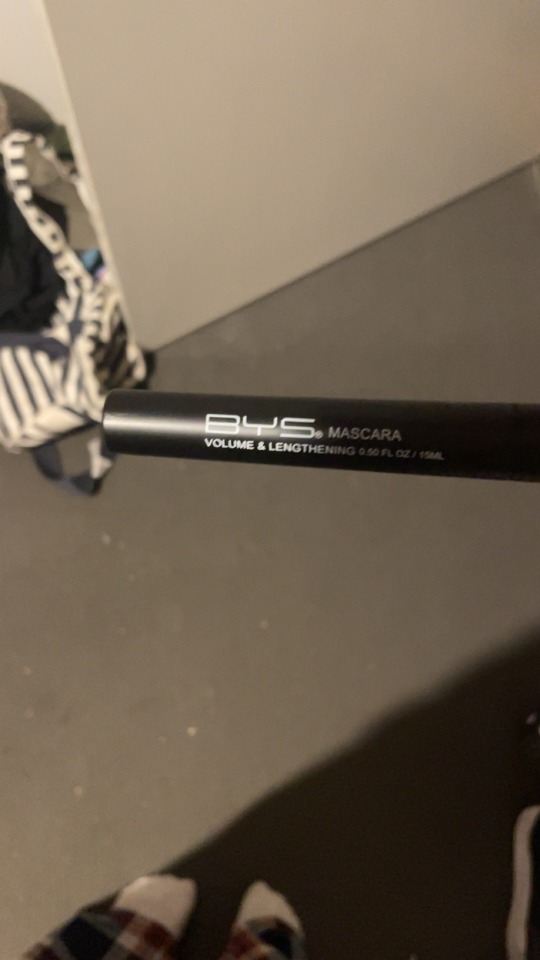 BYS® MASCARA
VOLUME & LENGTHENING 0.50 FL OZ / 15ML